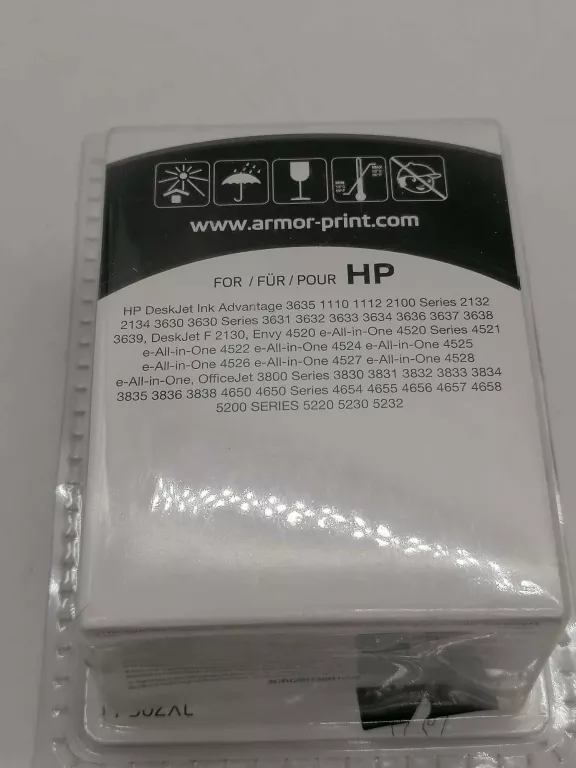 www.armor-print.com
FOR / FÜR / POUR HP
HP DeskJet Ink Advantage 3635 1110 1112 2100 Series 2132
2134 3630 3630 Series 3631 3632 3633 3634 3636 3637 3638
3639, DeskJet F 2130, Envy 4520 e-All-in-One 4520 Series 4521
e-All-in-One 4522 e-All-in-One 4524 e-All-in-One 4525
e-All-in-One 4526 e-All-in-One 4527 e-All-in-One 4528
e-All-in-One, OfficeJet 3800 Series 3830 3831 3832 3833 3834
3835 3836 3838 4650 4650 Series 4654 4655 4656 4657 4658
5200 SERIES 5220 5230 5232
302XL